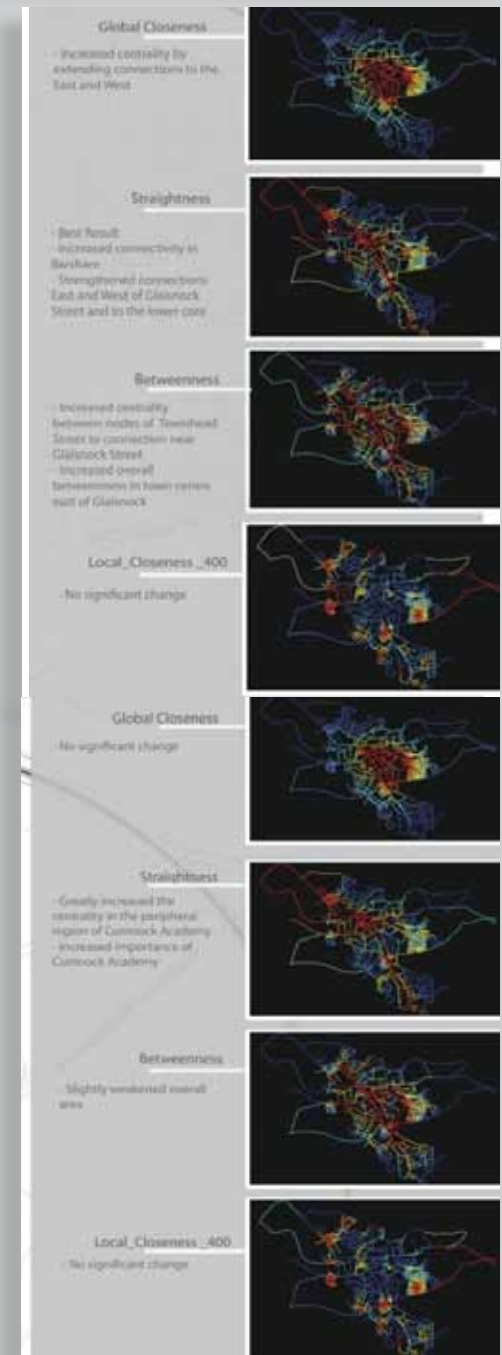 Global Closeness
- Increased centrality by
extending connections to the
East and West
Straightness
- Best Result
- Increased connectivity in
Barshare
- Strengthened connections
East and West of Glaisnock
Street and to the lower core
Betweenness
- Increased centrality
between nodes of Townhead
Street to connection near
Glaisnock Street
- Increased overall
betweenness in town centre
east of Glaisnock
Local_Closeness _400
- No significant change
Global Closeness
-No significant change
Straightness
- Greatly increased the
centrality in the peripheral
region of Cumnock Academy
- Increased importance of
Cumnock Academy
Betweenness
- Slightly weakened overall
area
Local_Closeness _400
- No significant change